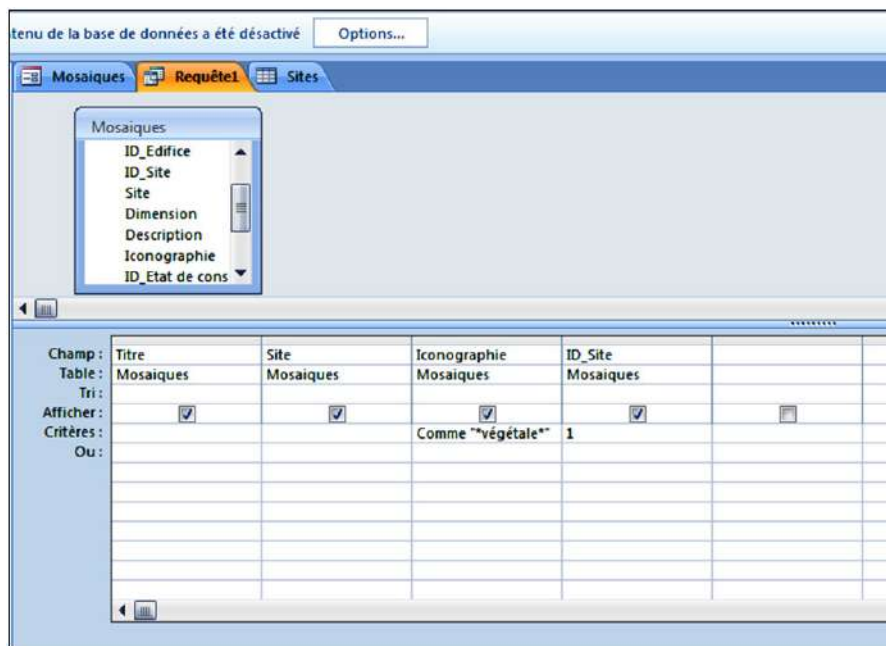 tenu de la base de données a été désactivé Options...
Mosaiques Requête1 Sites
Mosaiques
ID_Edifice
ID_Site
Site
Dimension
Description
Iconographie
ID_Etat de cons
Champ : Titre Site Iconographie ID_Site
Table : Mosaiques Mosaiques Mosaiques Mosaiques
Tri :
Afficher :
Critères : Comme "*végétale*" 1
Ou :